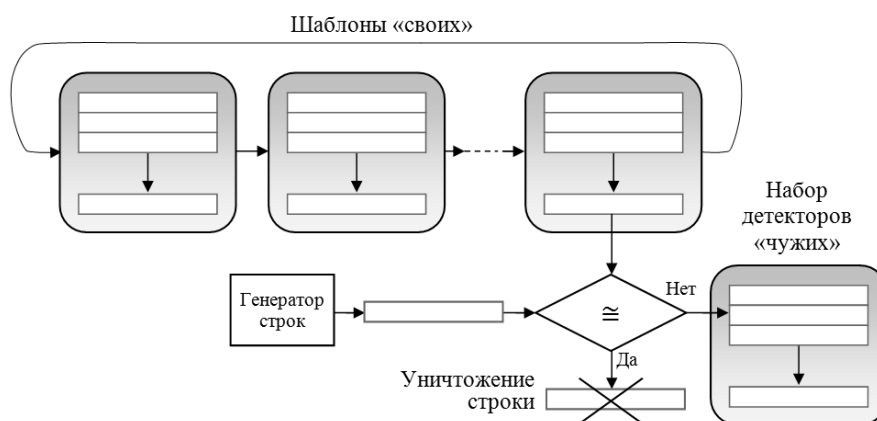 Шаблоны «своих»
Набор
детекторов
«чужих»
Генератор
строк
≅
Нет
Да
Уничтожение
строки